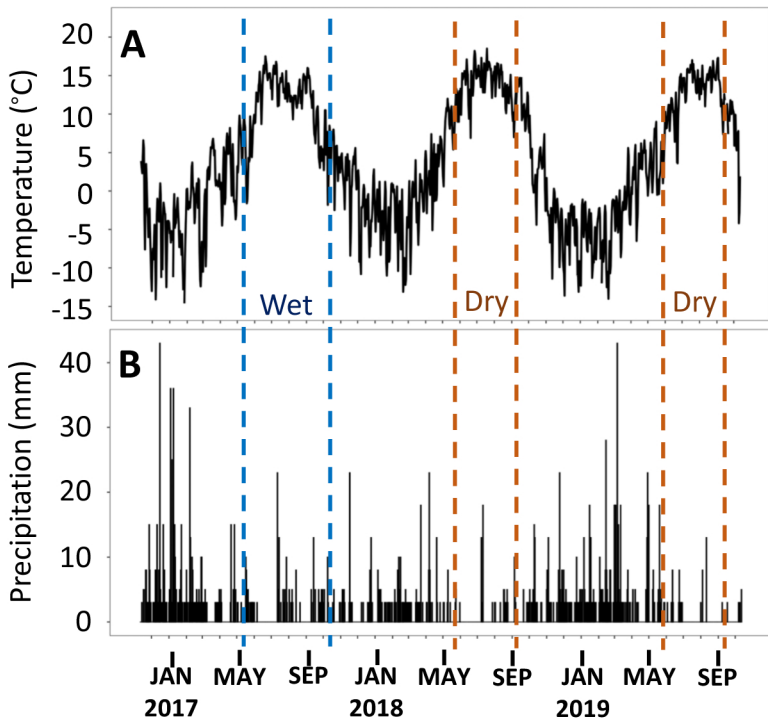 A
Temperature (°C)
20
15
10
5
0
-5
-10
-15
Wet
Dry
Dry
B
Precipitation (mm)
40
30
20
10
0
JAN MAY SEP JAN MAY SEP JAN MAY SEP
2017 2018 2019